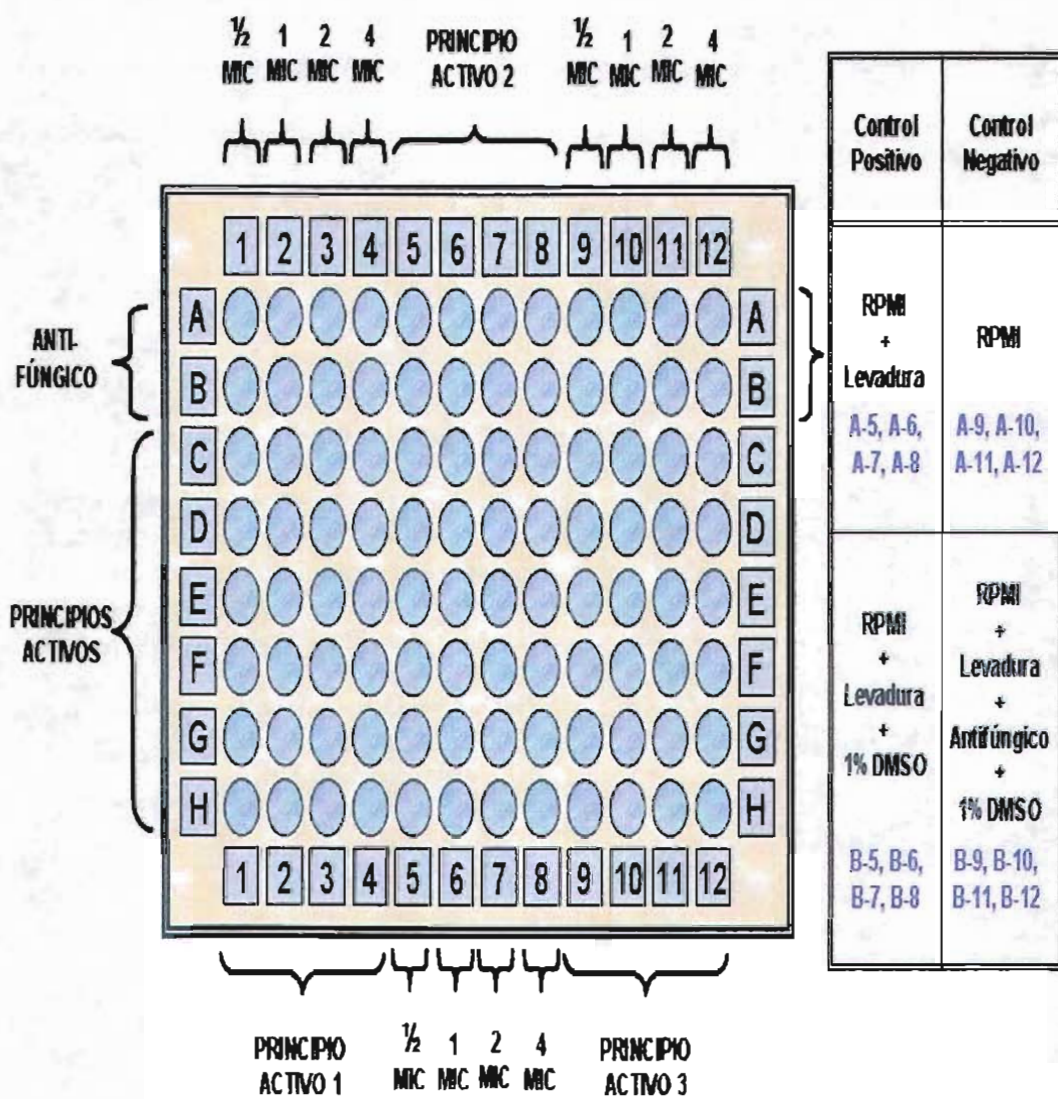 ½ 1 2 4 PRINCIPIO ½ 1 2 4
MIC MIC MIC MIC ACTIVO 2 MIC MIC MIC MIC
1 2 3 4 5 6 7 8 9 10 11 12
A A
B B
C C
D D
E E
F F
G G
H H
1 2 3 4 5 6 7 8 9 10 11 12
ANTI-
FÚNGICO
PRINCIPIOS
ACTIVOS
PRINCIPIO ½ 1 2 4 PRINCIPIO
ACTIVO 1 MIC MIC MIC MIC ACTIVO 3
Control
Positivo
Control
Negativo
RPMI
+
Levadura
A-5, A-6,
A-7, A-8
RPMI
A-9, A-10,
A-11, A-12
RPMI
+
Levadura
+
1% DMSO
B-5, B-6,
B-7, B-8
RPMI
+
Levadura
+
Antifúngico
+
1% DMSO
B-9, B-10,
B-11, B-12